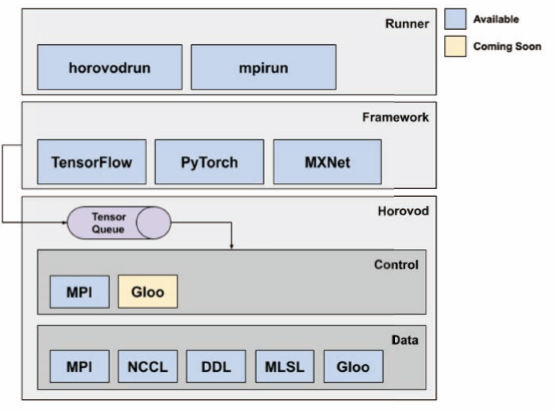 Runner
Available
horovodrun
mpirun
Coming Soon
Framework
TensorFlow
PyTorch
MXNet
Horovod
Tensor
Queue
Control
MPI
Gloo
Data
MPI
NCCL
DDL
MLSL
Gloo